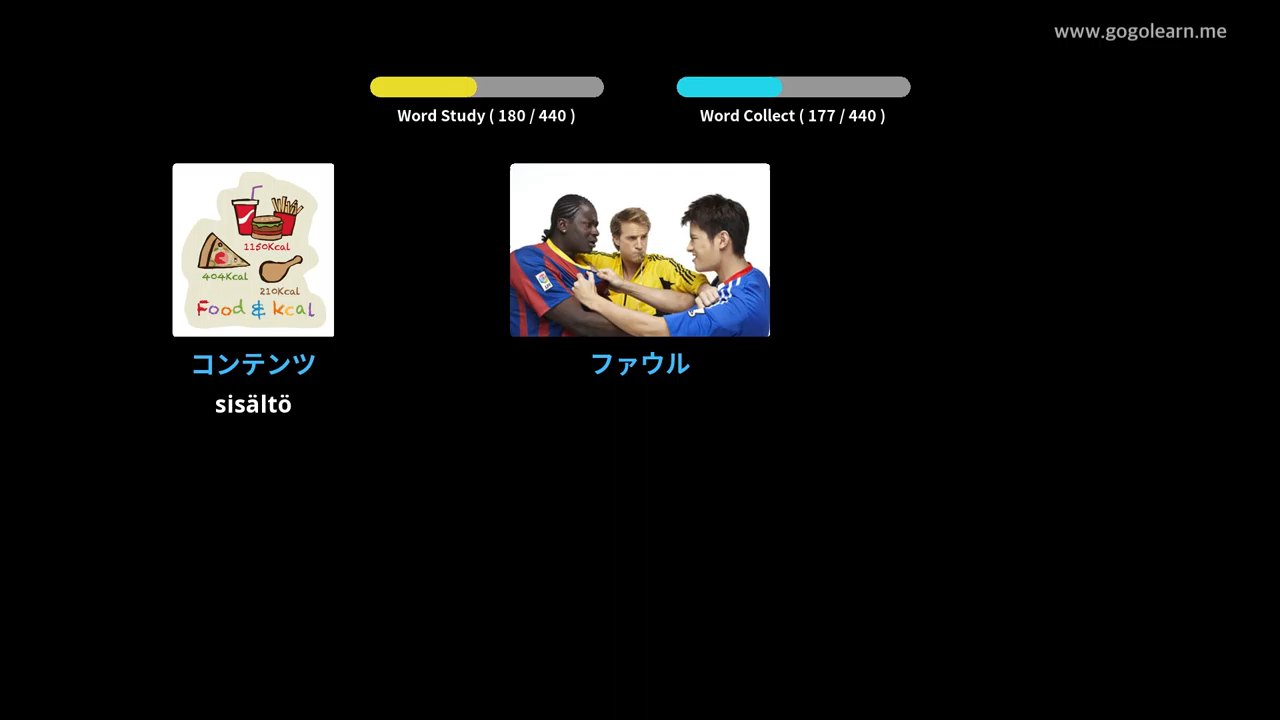 www.gogolearn.me
Word Study ( 180 / 440 )
Word Collect ( 177 / 440 )
1150Kcal
404Kcal
210Kcal
Food & kcal
コンテンツ
ファウル
sisältö